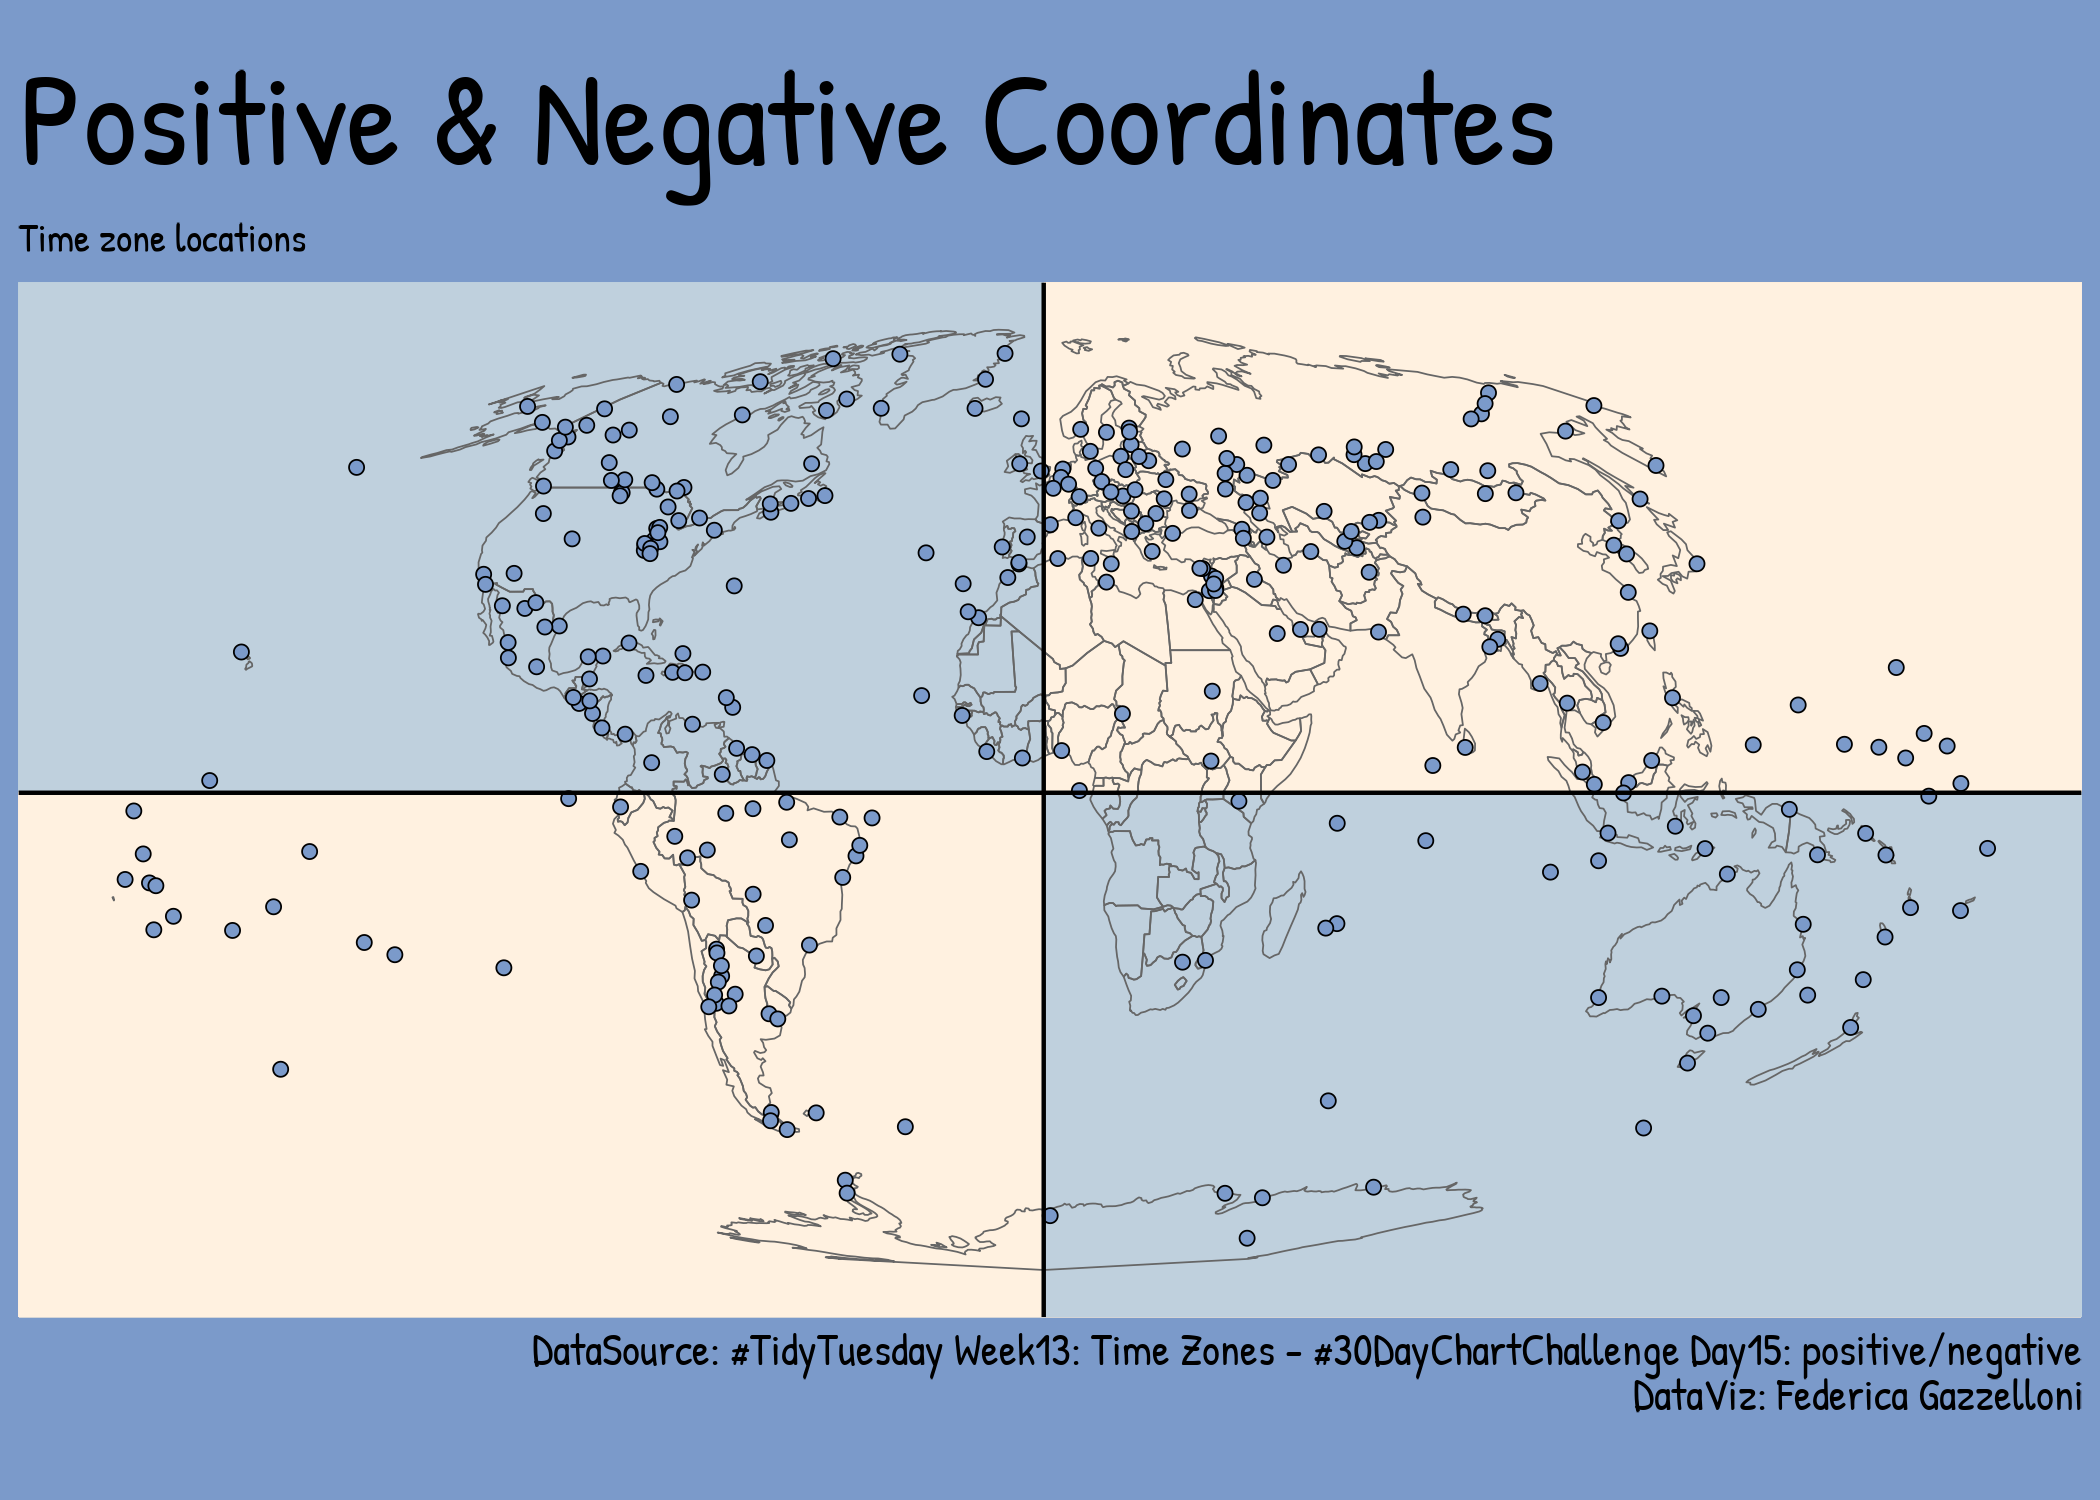 Positive & Negative Coordinates
Time zone locations
DataSource: #TidyTuesday Week13: Time Zones - #30DayChartChallenge Day15: positive/negative
DataViz: Federica Gazzelloni